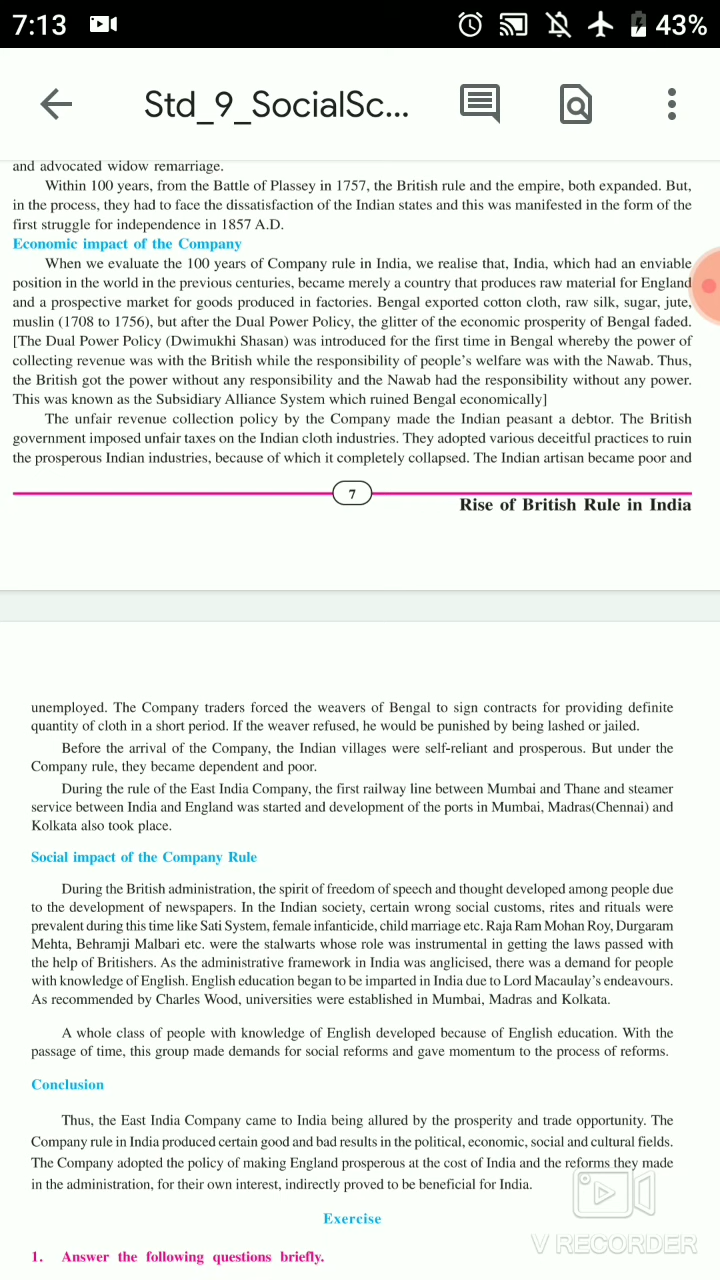 7:13
43%
Std_9_SocialSc...
and advocated widow remarriage.
Within 100 years, from the Battle of Plassey in 1757, the British rule and the empire, both expanded. But,
in the process, they had to face the dissatisfaction of the Indian states and this was manifested in the form of the
first struggle for independence in 1857 A.D.
Economic impact of the Company
When we evaluate the 100 years of Company rule in India, we realise that, India, which had an enviable
position in the world in the previous centuries, became merely a country that produces raw material for England
and a prospective market for goods produced in factories. Bengal exported cotton cloth, raw silk, sugar, jute,
muslin (1708 to 1756), but after the Dual Power Policy, the glitter of the economic prosperity of Bengal faded.
[The Dual Power Policy (Dwimukhi Shasan) was introduced for the first time in Bengal whereby the power of
collecting revenue was with the British while the responsibility of people's welfare was with the Nawab. Thus,
the British got the power without any responsibility and the Nawab had the responsibility without any power.
This was known as the Subsidiary Alliance System which ruined Bengal economically]
The unfair revenue collection policy by the Company made the Indian peasant a debtor. The British
government imposed unfair taxes on the Indian cloth industries. They adopted various deceitful practices to ruin
the prosperous Indian industries, because of which it completely collapsed. The Indian artisan became poor and
7
Rise of British Rule in India
unemployed. The Company traders forced the weavers of Bengal to sign contracts for providing definite
quantity of cloth in a short period. If the weaver refused, he would be punished by being lashed or jailed.
Before the arrival of the Company, the Indian villages were self-reliant and prosperous. But under the
Company rule, they became dependent and poor.
During the rule of the East India Company, the first railway line between Mumbai and Thane and steamer
service between India and England was started and development of the ports in Mumbai, Madras(Chennai) and
Kolkata also took place.
Social impact of the Company Rule
During the British administration, the spirit of freedom of speech and thought developed among people due
to the development of newspapers. In the Indian society, certain wrong social customs, rites and rituals were
prevalent during this time like Sati System, female infanticide, child marriage etc. Raja Ram Mohan Roy, Durgaram
Mehta, Behramji Malbari etc. were the stalwarts whose role was instrumental in getting the laws passed with
the help of Britishers. As the administrative framework in India was anglicised, there was a demand for people
with knowledge of English. English education began to be imparted in India due to Lord Macaulay's endeavours.
As recommended by Charles Wood, universities were established in Mumbai, Madras and Kolkata.
A whole class of people with knowledge of English developed because of English education. With the
passage of time, this group made demands for social reforms and gave momentum to the process of reforms.
Conclusion
Thus, the East India Company came to India being allured by the prosperity and trade opportunity. The
Company rule in India produced certain good and bad results in the political, economic, social and cultural fields.
The Company adopted the policy of making England prosperous at the cost of India and the reforms they made
in the administration, for their own interest, indirectly proved to be beneficial for India.
Exercise
V RECORDER
1. Answer the following questions briefly.